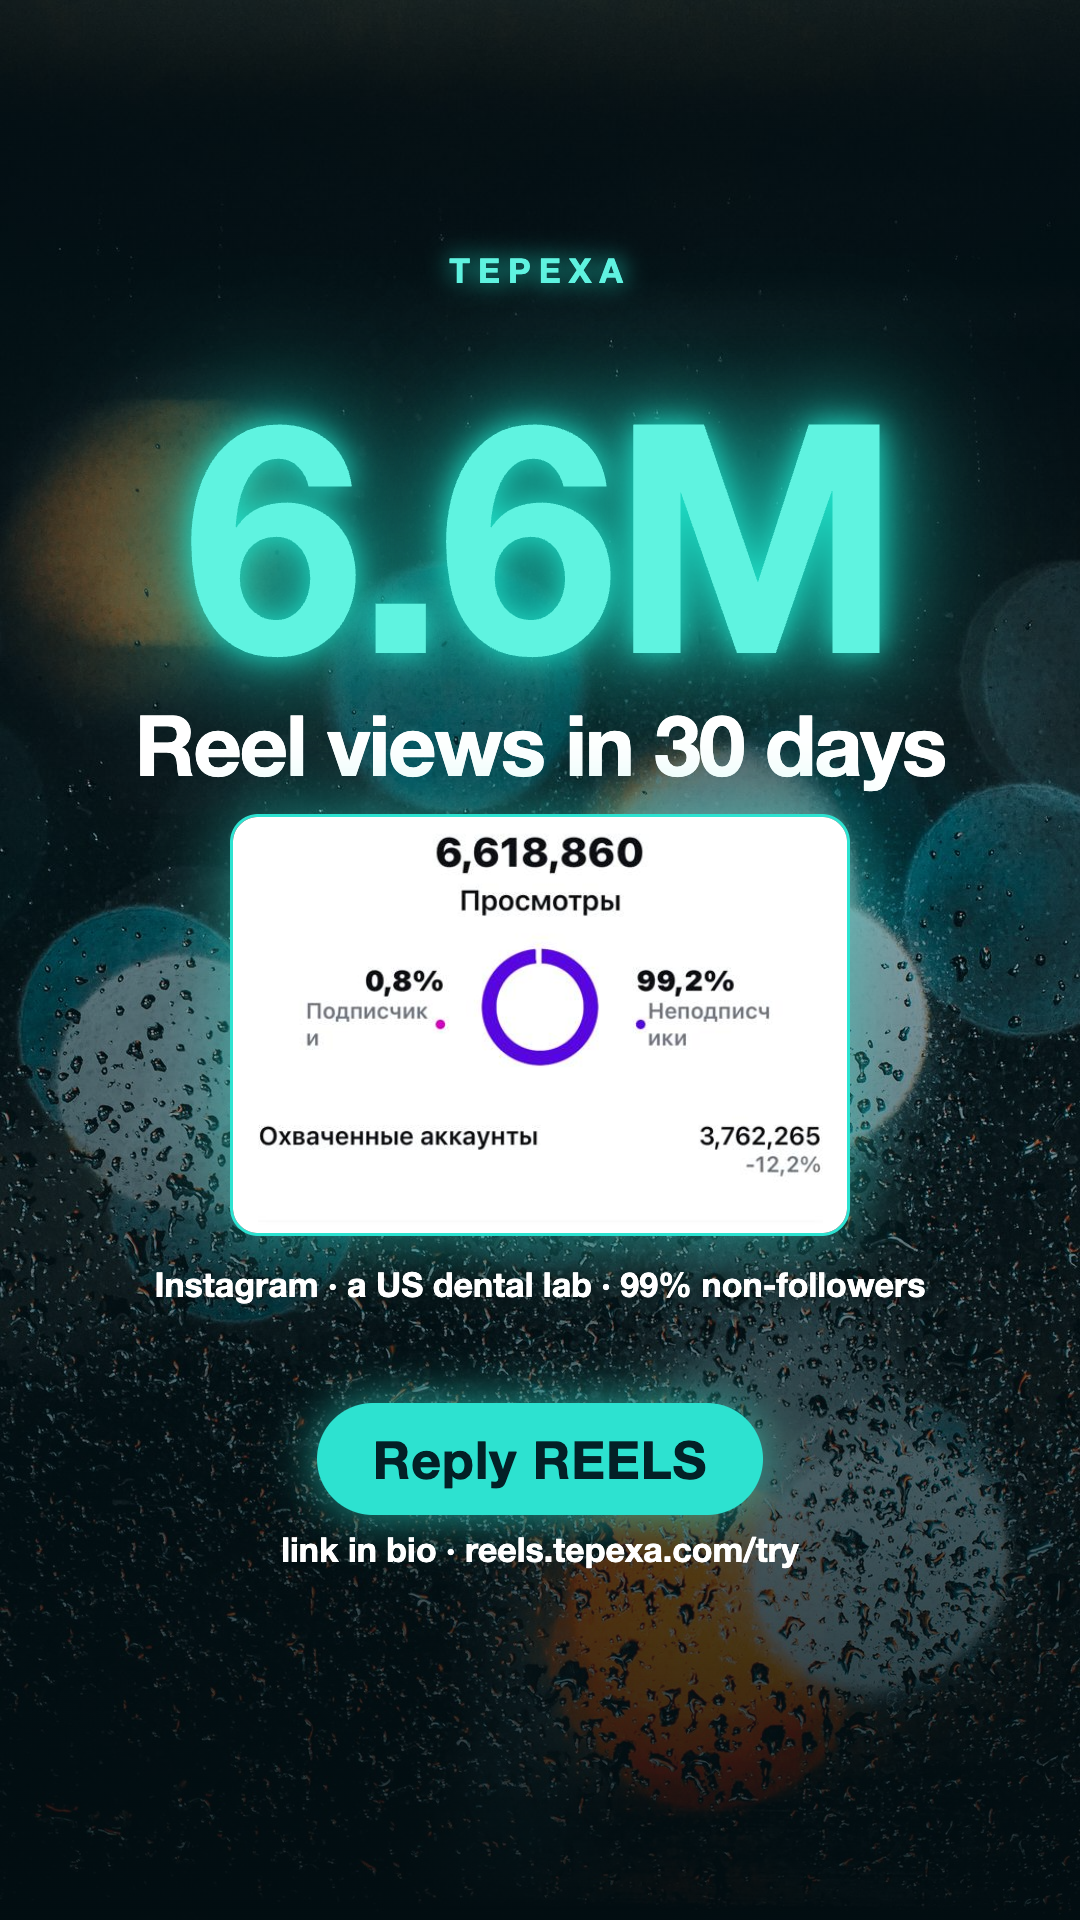 TEPEXA
6.6M
Reel views in 30 days
6,618,860
Просмотры
0,8%
Подписчик
и
99,2%
Неподписч
ики
Охваченные аккаунты
3,762,265
-12,2%
Instagram · a US dental lab · 99% non-followers
Reply REELS
link in bio · reels.tepexa.com/try